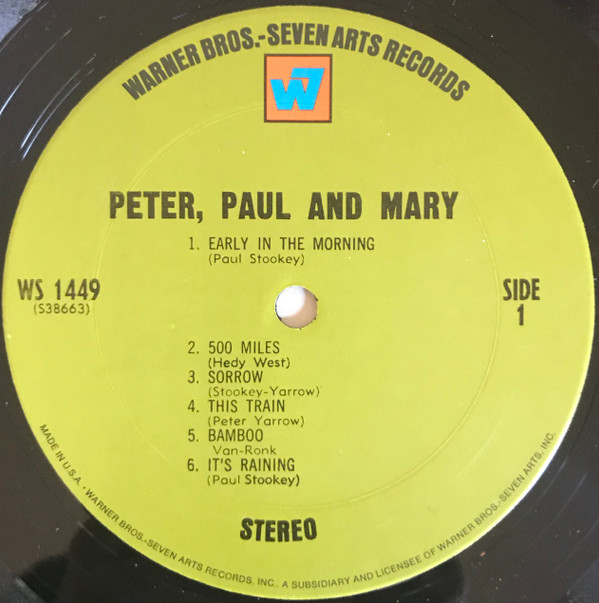 WARNER BROS.-SEVEN ARTS RECORDS
W7
PETER, PAUL AND MARY
1. EARLY IN THE MORNING
(Paul Stookey)
WS 1449
(S38663)
SIDE
1
2. 500 MILES
(Hedy West)
3. SORROW
(Stookey-Yarrow)
4. THIS TRAIN
(Peter Yarrow)
5. BAMBOO
Van-Ronk
6. IT'S RAINING
(Paul Stookey)
STEREO
MADE IN U.S.A. • WARNER BROS.-SEVEN ARTS RECORDS, INC., A SUBSIDIARY AND LICENSEE OF WARNER BROS.-SEVEN ARTS, INC.